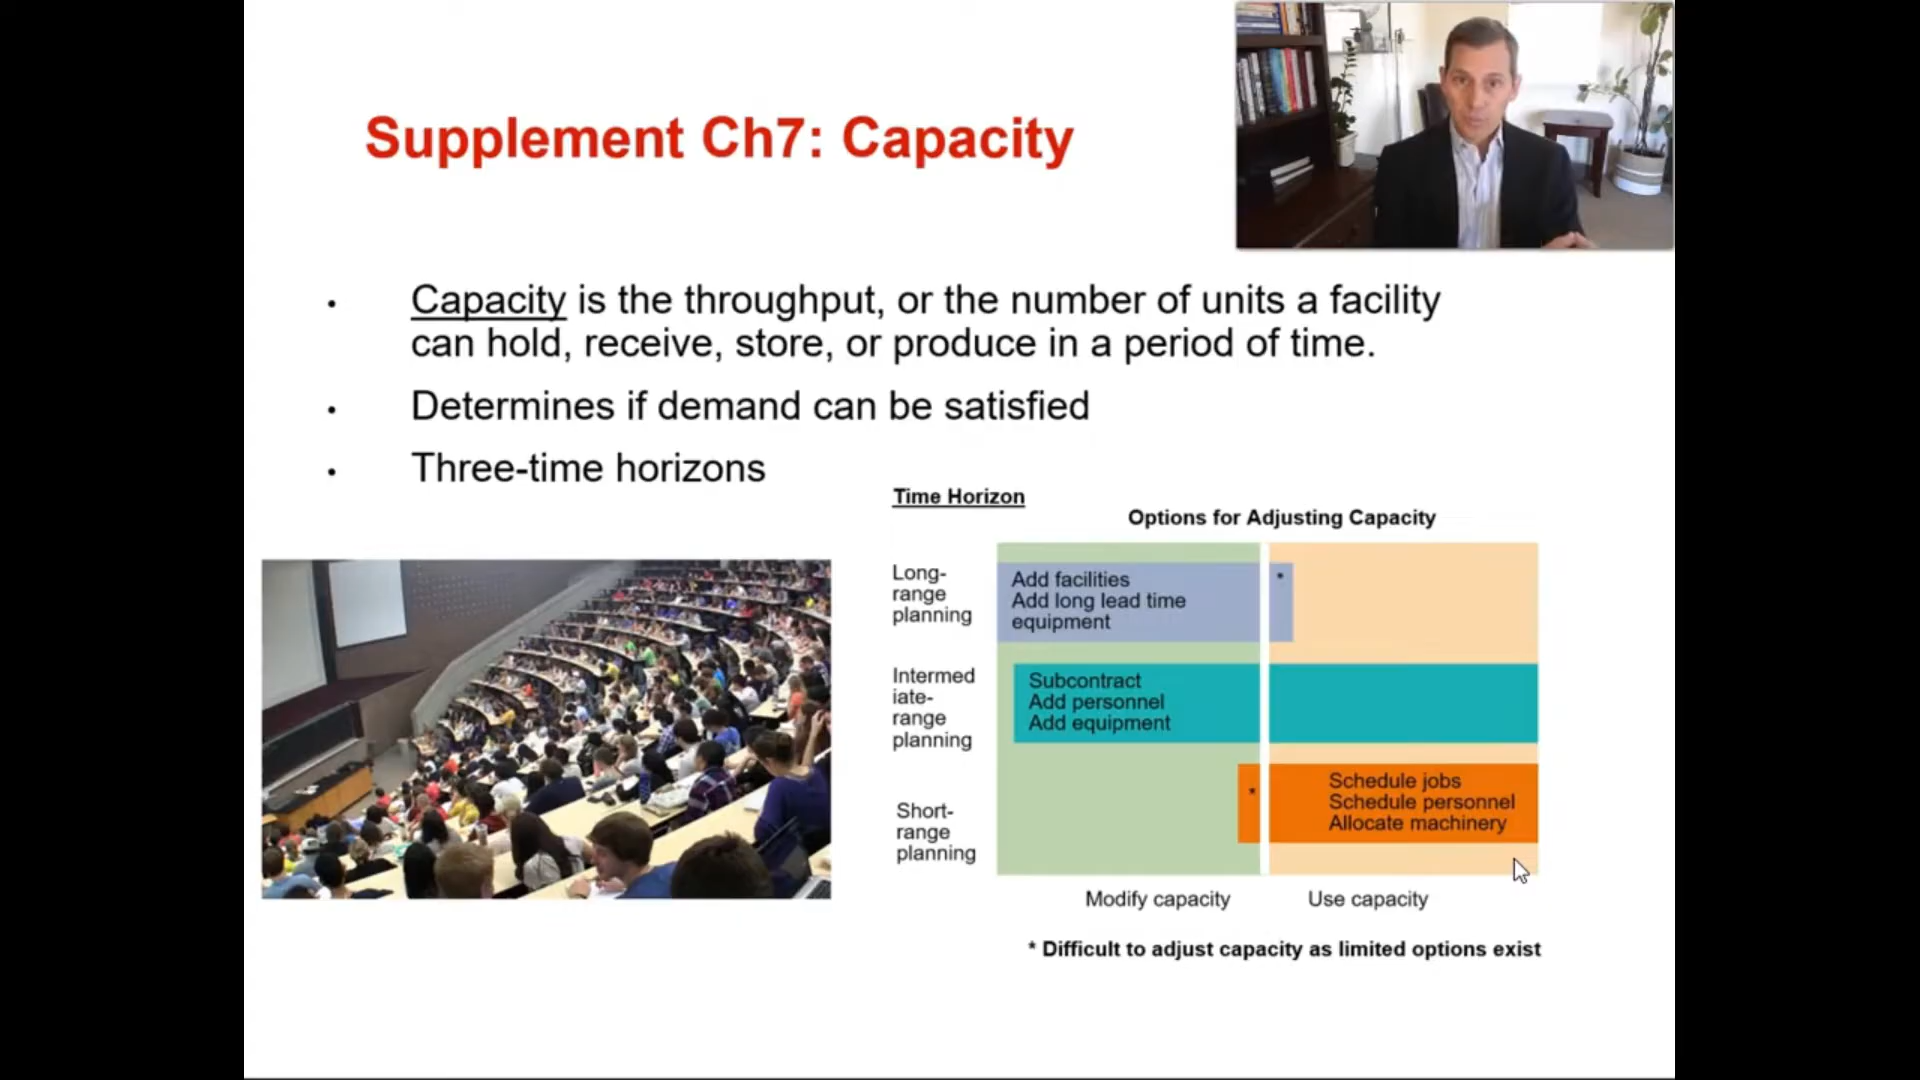 Supplement Ch7: Capacity
• Capacity is the throughput, or the number of units a facility
can hold, receive, store, or produce in a period of time.
• Determines if demand can be satisfied
• Three-time horizons
Time Horizon
Options for Adjusting Capacity
Long-
range
planning
Add facilities
Add long lead time
equipment
*
Intermed
iate-
range
planning
Subcontract
Add personnel
Add equipment
Short-
range
planning
*
Schedule jobs
Schedule personnel
Allocate machinery
Modify capacity
Use capacity
* Difficult to adjust capacity as limited options exist